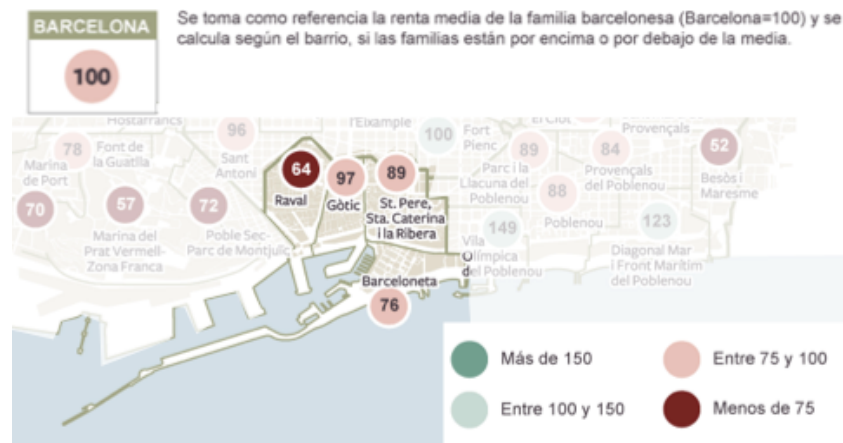 BARCELONA
100
Se toma como referencia la renta media de la familia barcelonesa (Barcelona=100) y se
calcula según el barrio, si las familias están por encima o por debajo de la media.
Hostafrancs
l'Eixample
El Clot
Provençals
78
Font de
la Guatlla
96
Sant
Antoni
100
Fort
Pienc
89
84
52
Marina
de Port
64
97
89
Parc i la
Llacuna del
Poblenou
Provençals
del Poblenou
Besòs i
Maresme
70
57
72
Raval
Gòtic
St. Pere,
Sta. Caterina
i la Ribera
88
Poblenou
149
123
Marina del
Prat Vermell-
Zona Franca
Poble Sec-
Parc de Montjuïc
Vila
Olímpica
del Poblenou
Diagonal Mar
i Front Marítim
del Poblenou
Barceloneta
76
Más de 150
Entre 75 y 100
Entre 100 y 150
Menos de 75